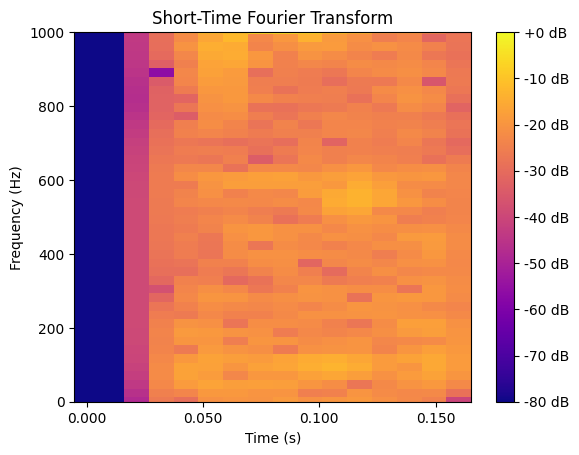 Short-Time Fourier Transform
1000
800
600
400
200
0
Frequency (Hz)
0.000
0.050
0.100
0.150
Time (s)
+0 dB
-10 dB
-20 dB
-30 dB
-40 dB
-50 dB
-60 dB
-70 dB
-80 dB